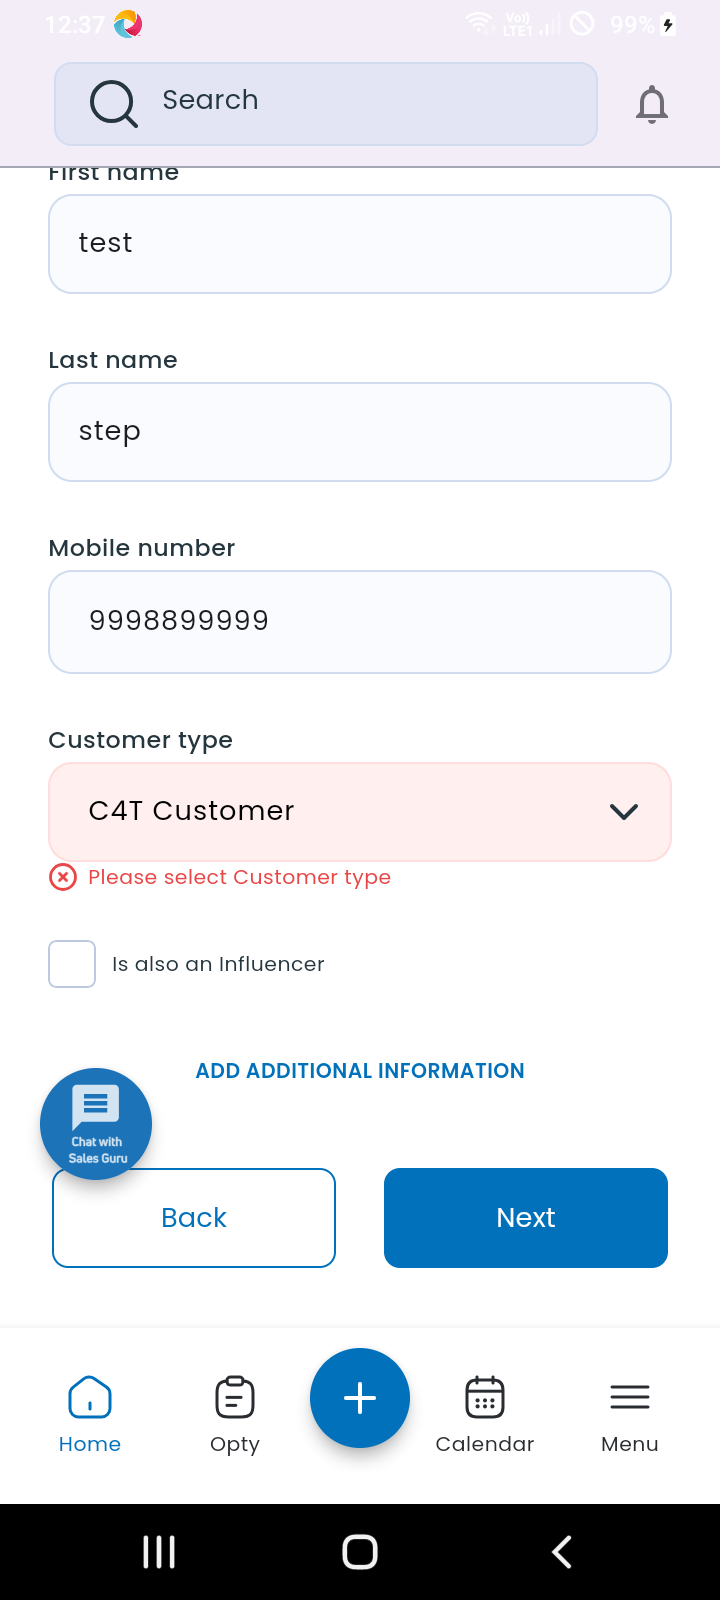 12:37
Vo)) LTE1
99%
Search
First name
test
Last name
step
Mobile number
9998899999
Customer type
C4T Customer
Please select Customer type
Is also an Influencer
ADD ADDITIONAL INFORMATION
Chat with
Sales Guru
Back
Next
Home
Opty
Calendar
Menu